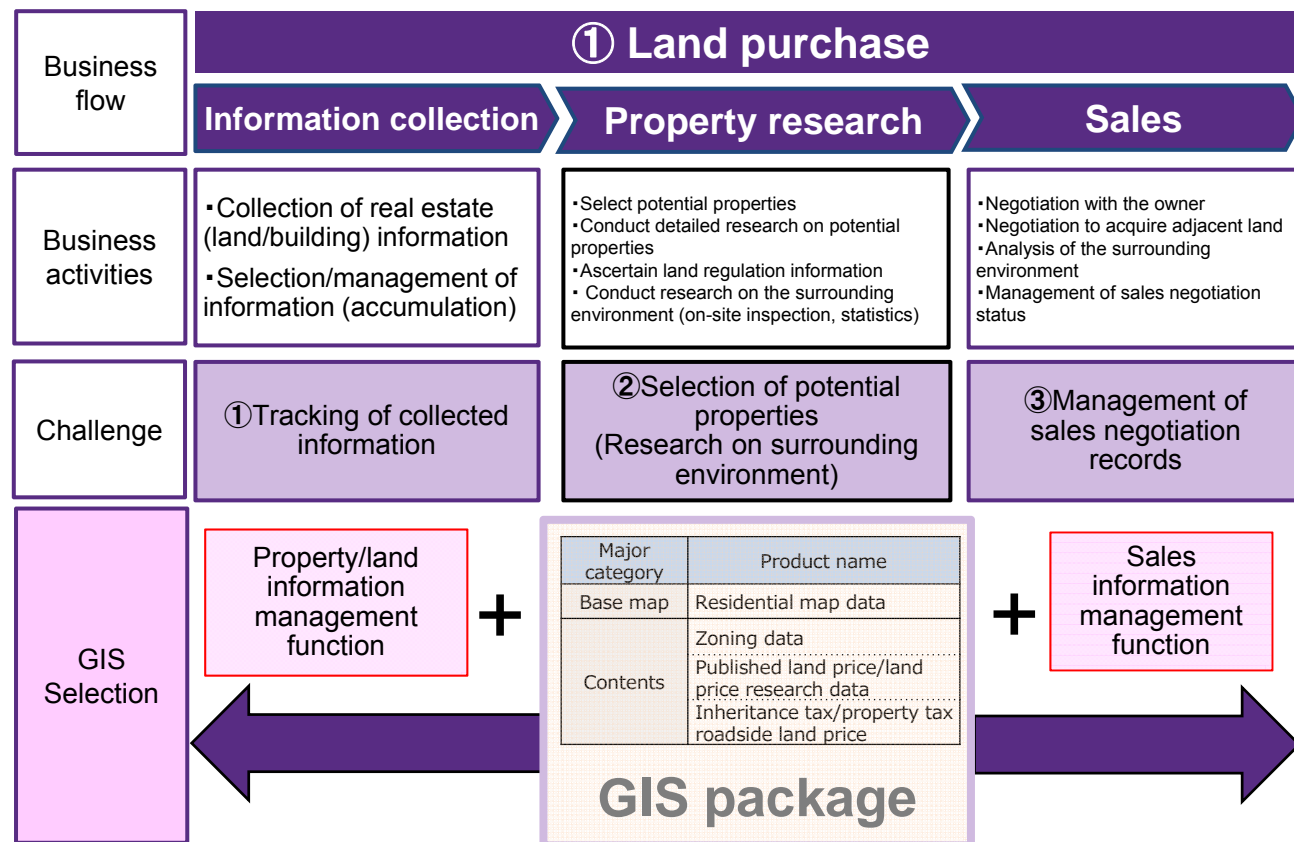 Business
flow
① Land purchase
Information collection
Property research
Sales
Business
activities
・Collection of real estate
(land/building) information
・Selection/management of
information (accumulation)
・Select potential properties
・Conduct detailed research on potential
properties
・Ascertain land regulation information
・ Conduct research on the surrounding
environment (on-site inspection, statistics)
・Negotiation with the owner
・Negotiation to acquire adjacent land
・Analysis of the surrounding
environment
・Management of sales negotiation
status
Challenge
①Tracking of collected
information
②Selection of potential
properties
(Research on surrounding
environment)
③Management of
sales negotiation
records
GIS
Selection
Property/land
information
management
function
+
Major
category
Product name
Base map
Residential map data
Contents
Zoning data
Published land price/land
price research data
Inheritance tax/property tax
roadside land price
GIS package
+
Sales
information
management
function